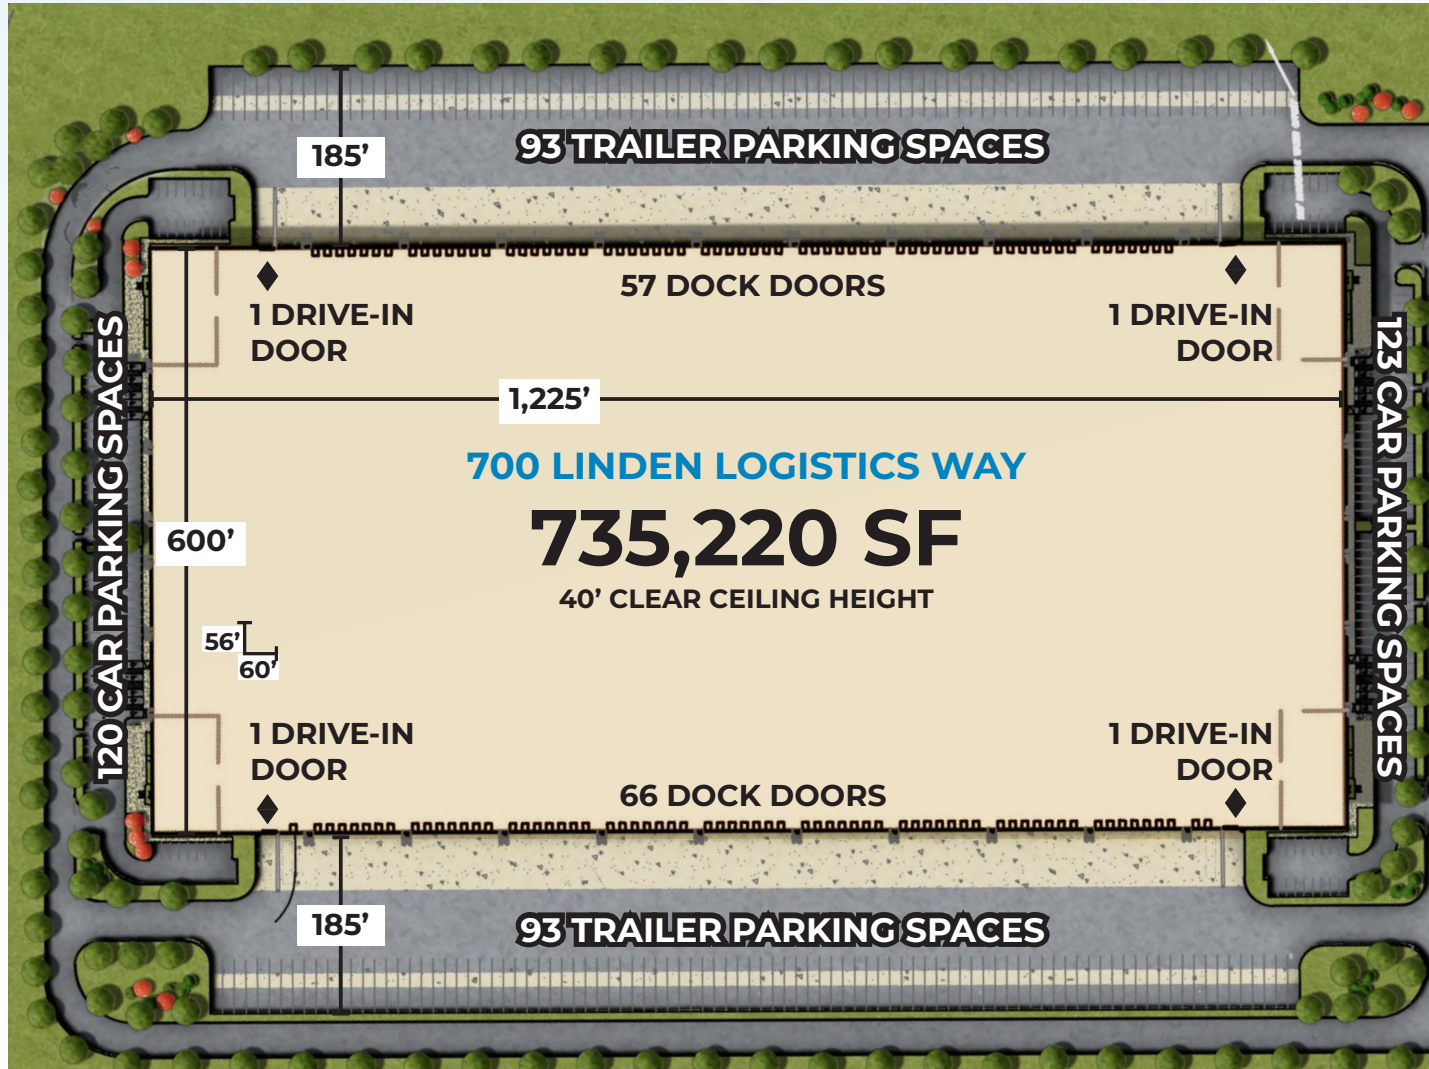 93 TRAILER PARKING SPACES
185’
57 DOCK DOORS
1 DRIVE-IN
DOOR
1 DRIVE-IN
DOOR
120 CAR PARKING SPACES
123 CAR PARKING SPACES
1,225’
700 LINDEN LOGISTICS WAY
735,220 SF
600’
40’ CLEAR CEILING HEIGHT
56’
60’
1 DRIVE-IN
DOOR
1 DRIVE-IN
DOOR
66 DOCK DOORS
185’
93 TRAILER PARKING SPACES